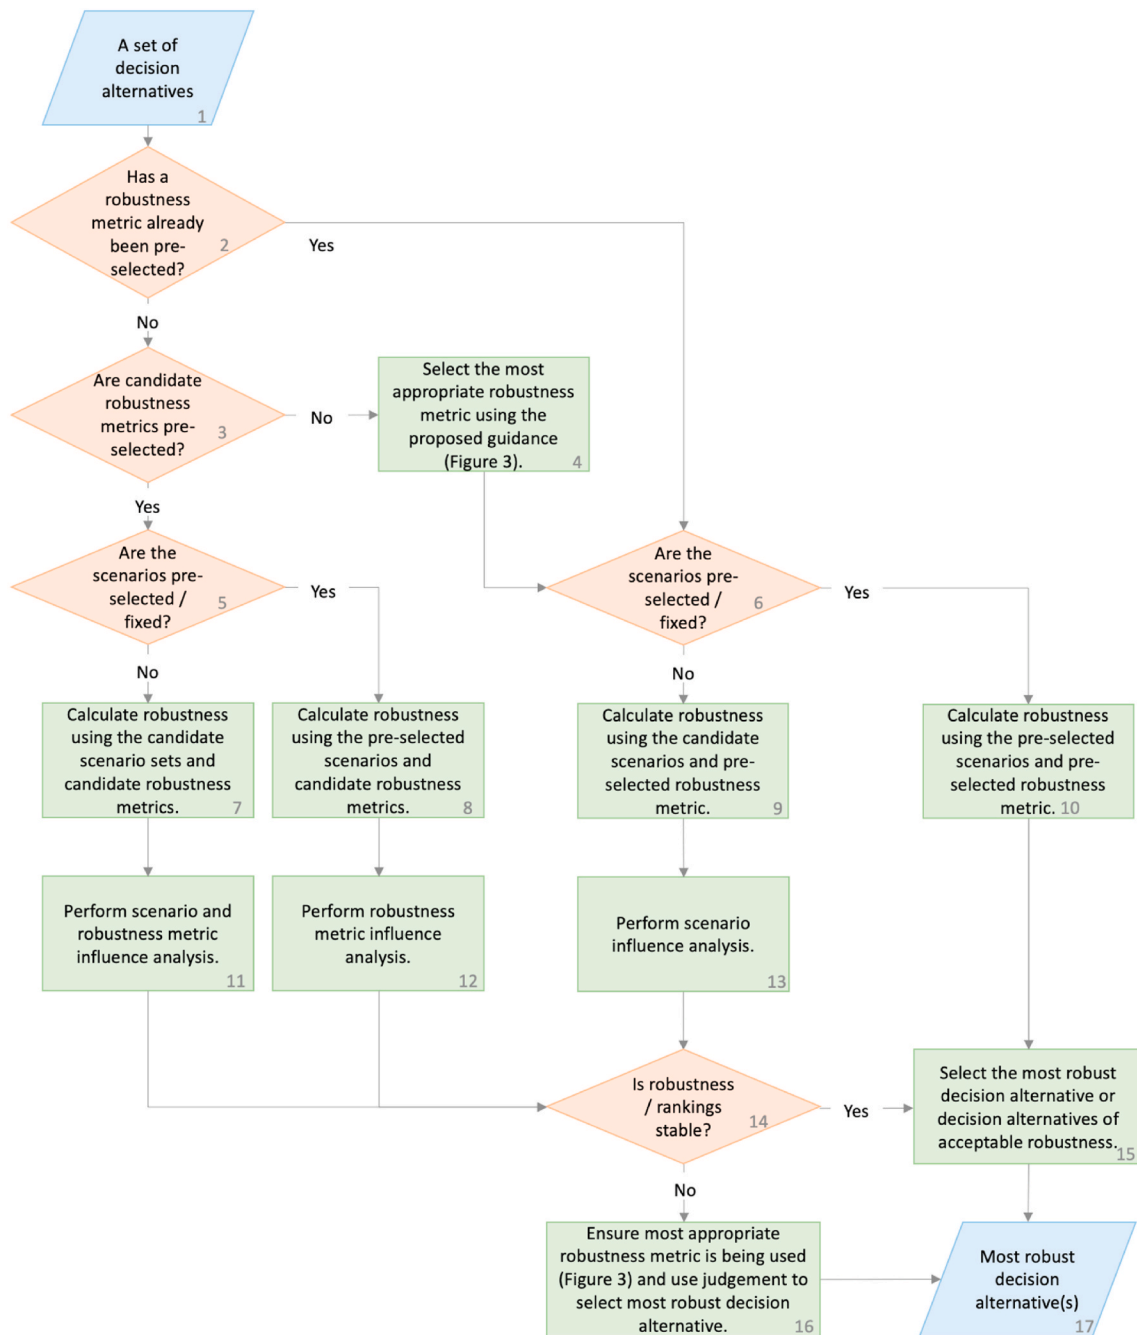 A set of
decision
alternatives
1
Has a
robustness
metric already
been pre-
selected?
2
Yes
No
Are candidate
robustness
metrics pre-
selected?
3
No
Select the most
appropriate robustness
metric using the
proposed guidance
(Figure 3).
4
Yes
Are the
scenarios pre-
selected /
fixed?
5
Yes
Are the
scenarios pre-
selected /
fixed?
6
Yes
No
No
Calculate robustness
using the candidate
scenario sets and
candidate robustness
metrics.
7
Calculate robustness
using the pre-selected
scenarios and
candidate robustness
metrics.
8
Calculate robustness
using the candidate
scenarios and pre-
selected robustness
metric.
9
Calculate robustness
using the pre-selected
scenarios and pre-
selected robustness
metric.
10
Perform scenario and
robustness metric
influence analysis.
11
Perform robustness
metric influence
analysis.
12
Perform scenario
influence analysis.
13
Is robustness
/ rankings
stable?
14
Yes
Select the most robust
decision alternative or
decision alternatives of
acceptable robustness.
15
No
Ensure most appropriate
robustness metric is being used
(Figure 3) and use judgement to
select most robust decision
alternative.
16
Most robust
decision
alternative(s)
17